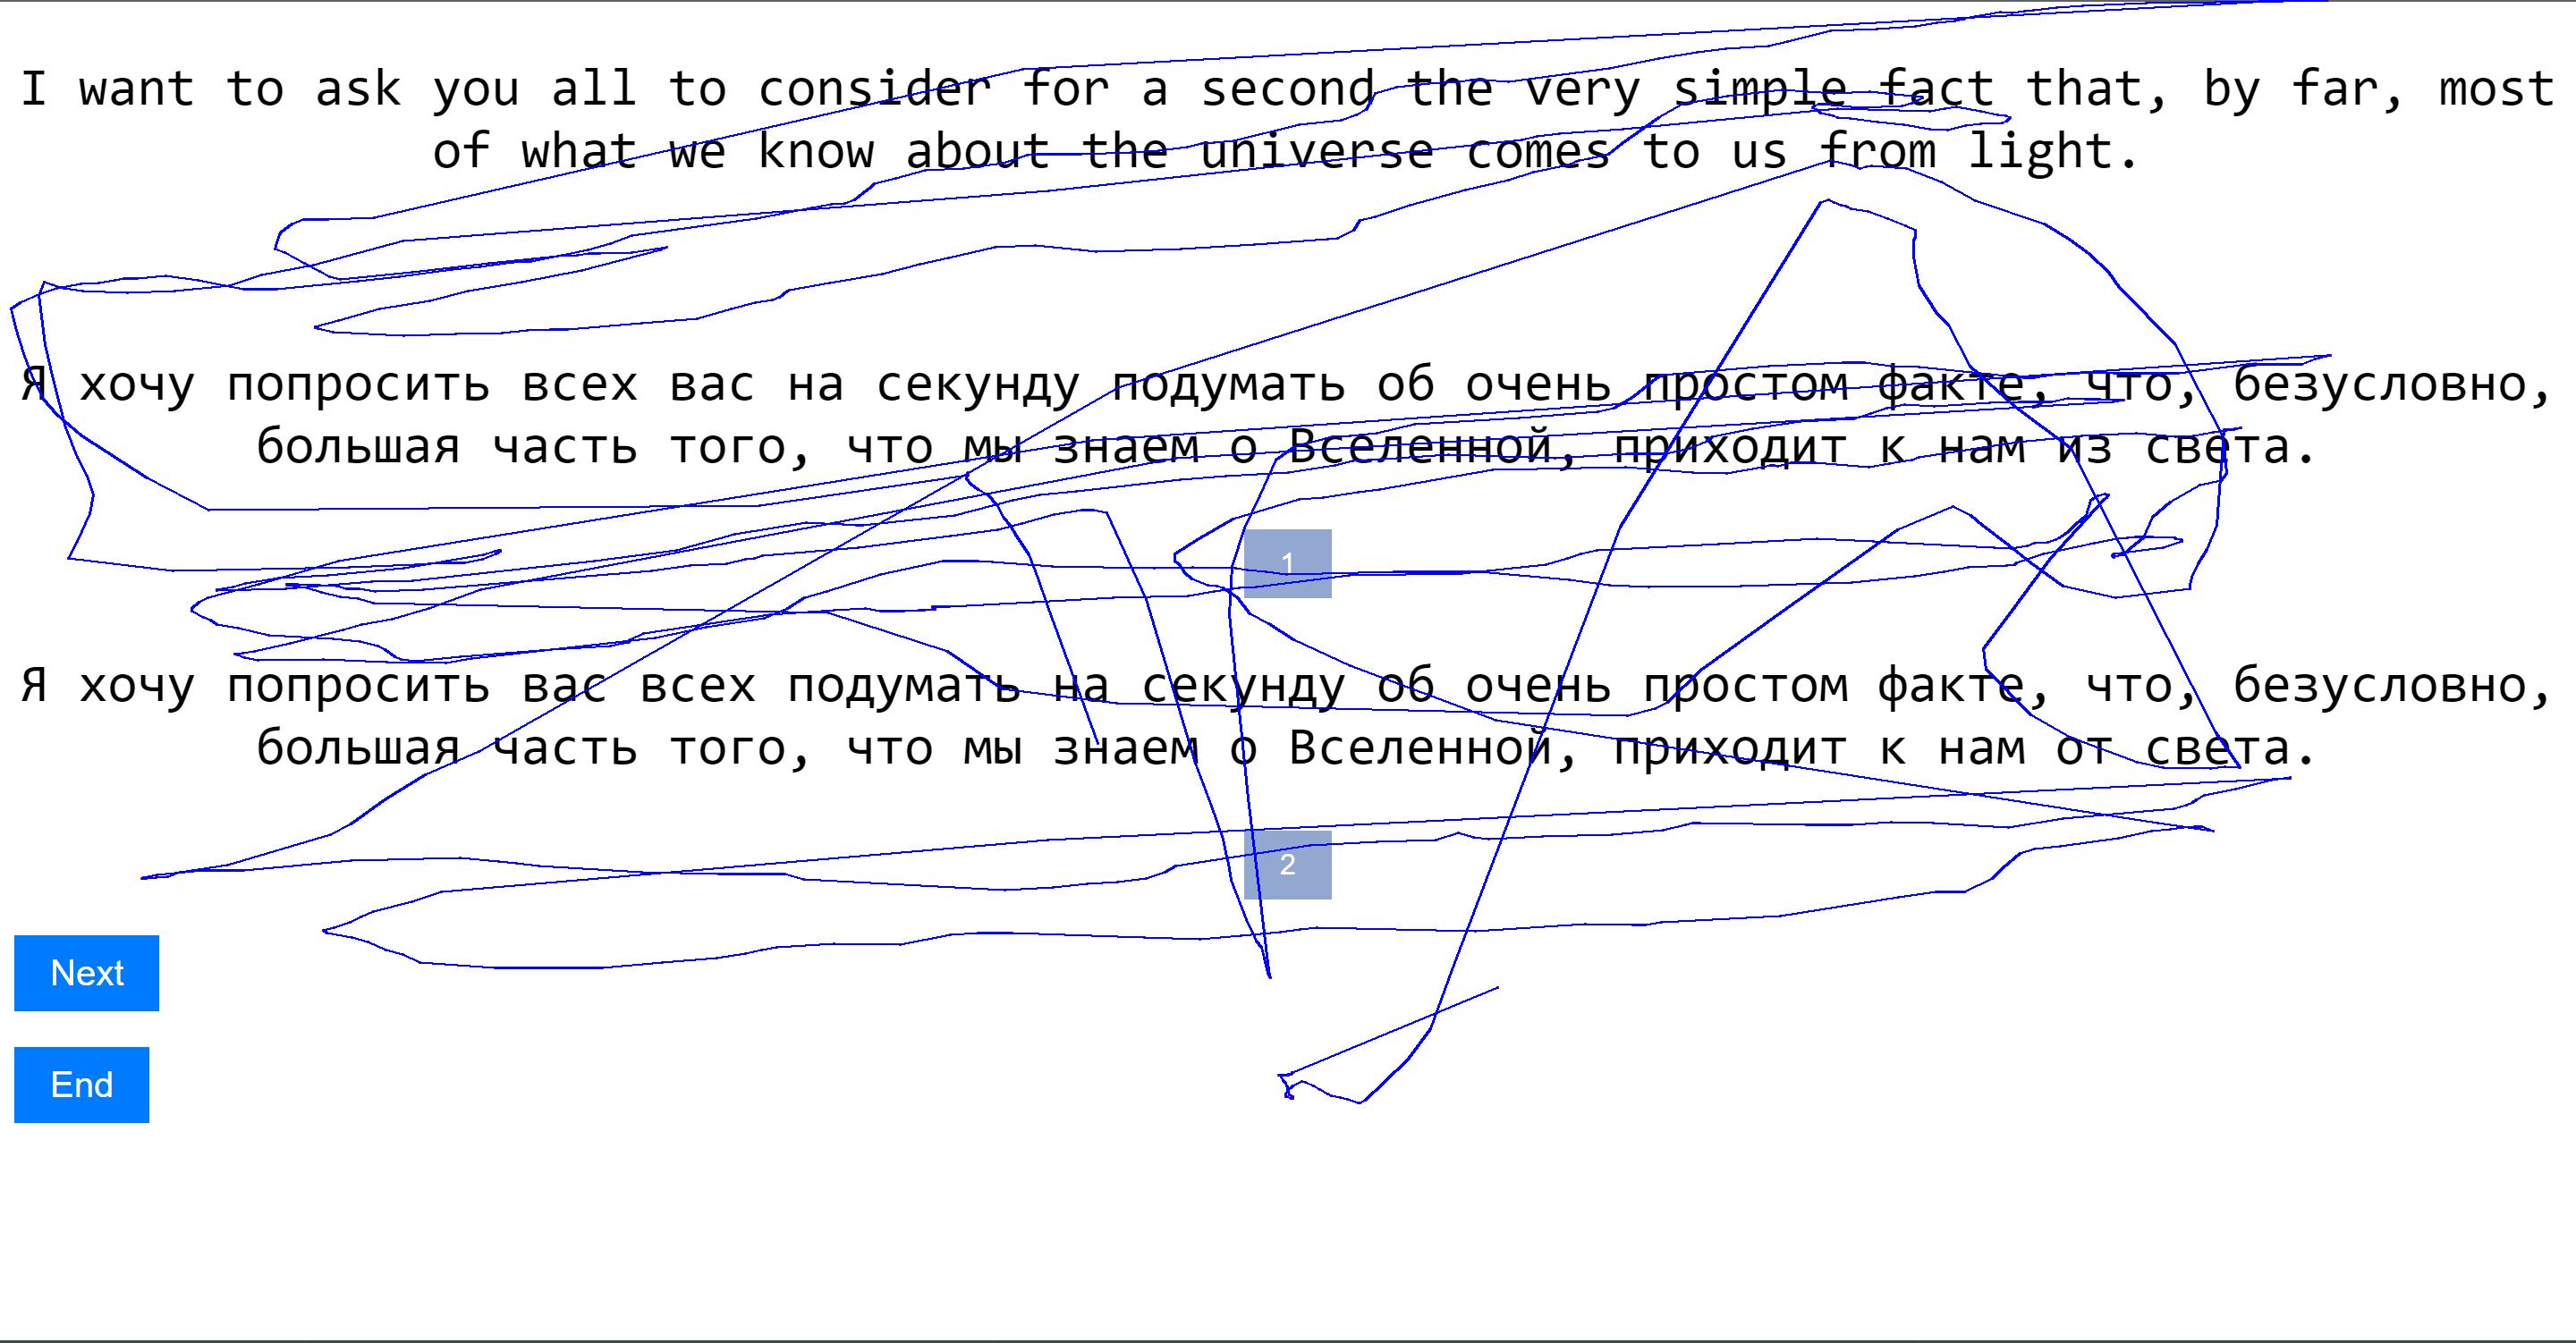 I want to ask you all to consider for a second the very simple fact that, by far, most
of what we know about the universe comes to us from light.
Я хочу попросить всех вас на секунду подумать об очень простом факте, что, безусловно,
большая часть того, что мы знаем о Вселенной, приходит к нам из света.
1
Я хочу попросить вас всех подумать на секунду об очень простом факте, что, безусловно,
большая часть того, что мы знаем о Вселенной, приходит к нам от света.
2
Next
End